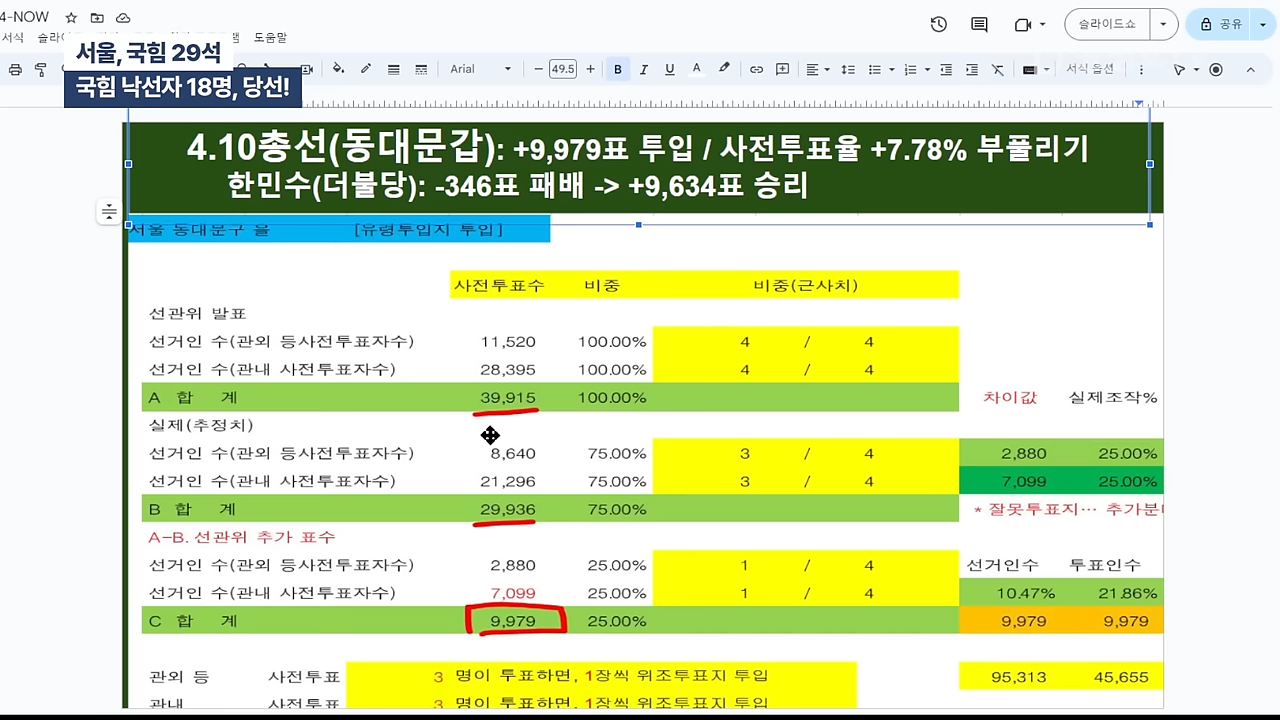 4-NOW
서식
도움말
슬라이드쇼
공유
서울, 국힘 29석
국힘 낙선자 18명, 당선!
Arial
49.5
B I U A
서식 옵션
4.10총선(동대문갑): +9,979표 투입 / 사전투표율 +7.78% 부풀리기
한민수(더불당): -346표 패배 -> +9,634표 승리
서울 동대문구 을 [유령투입지 투입]
사전투표수 비중 비중(근사치)
선관위 발표
선거인 수(관외 등사전투표자수) 11,520 100.00% 4 / 4
선거인 수(관내 사전투표자수) 28,395 100.00% 4 / 4
A 합 계 39,915 100.00% 차이값 실제조작%
실제(추정치)
선거인 수(관외 등사전투표자수) 8,640 75.00% 3 / 4 2,880 25.00%
선거인 수(관내 사전투표자수) 21,296 75.00% 3 / 4 7,099 25.00%
B 합 계 29,936 75.00% * 잘못투표지… 추가분
A-B. 선관위 추가 표수
선거인 수(관외 등사전투표자수) 2,880 25.00% 1 / 4 선거인수 투표인수
선거인 수(관내 사전투표자수) 7,099 25.00% 1 / 4 10.47% 21.86%
C 합 계 9,979 25.00% 9,979 9,979
관외 등 사전투표 3 명이 투표하면, 1장씩 위조투표지 투입 95,313 45,655
관내 사전투표 3 명이 투표하면, 1장씩 위조투표지 투입